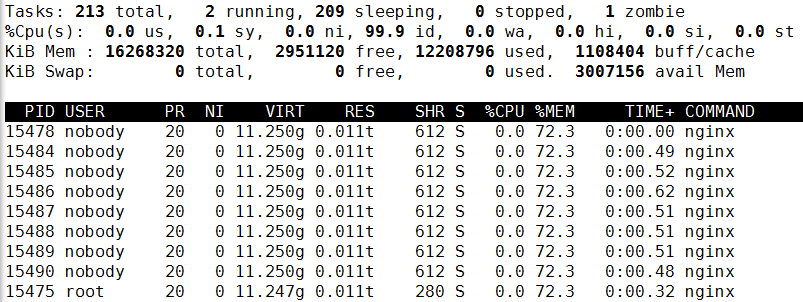 Tasks: 213 total,   2 running, 209 sleeping,   0 stopped,   1 zombie
%Cpu(s):  0.0 us,  0.1 sy,  0.0 ni, 99.9 id,  0.0 wa,  0.0 hi,  0.0 si,  0.0 st
KiB Mem : 16268320 total,  2951120 free, 12208796 used,  1108404 buff/cache
KiB Swap:        0 total,        0 free,        0 used.  3007156 avail Mem
  PID USER      PR  NI    VIRT    RES    SHR S  %CPU %MEM     TIME+ COMMAND
15478 nobody    20   0 11.250g 0.011t    612 S   0.0 72.3   0:00.00 nginx
15484 nobody    20   0 11.250g 0.011t    612 S   0.0 72.3   0:00.49 nginx
15485 nobody    20   0 11.250g 0.011t    612 S   0.0 72.3   0:00.52 nginx
15486 nobody    20   0 11.250g 0.011t    612 S   0.0 72.3   0:00.62 nginx
15487 nobody    20   0 11.250g 0.011t    612 S   0.0 72.3   0:00.51 nginx
15488 nobody    20   0 11.250g 0.011t    612 S   0.0 72.3   0:00.51 nginx
15489 nobody    20   0 11.250g 0.011t    612 S   0.0 72.3   0:00.51 nginx
15490 nobody    20   0 11.250g 0.011t    612 S   0.0 72.3   0:00.48 nginx
15475 root      20   0 11.247g 0.011t    280 S   0.0 72.3   0:00.32 nginx